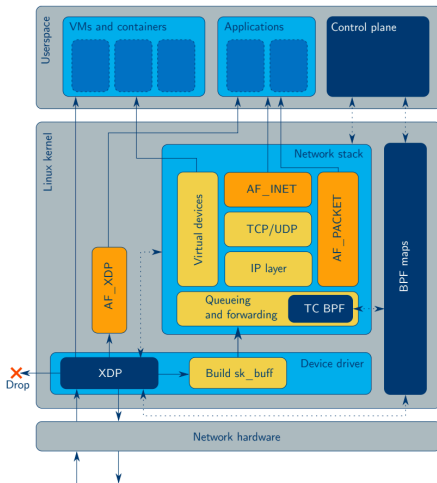 Userspace
VMs and containers
Applications
Control plane
Linux kernel
Network stack
Virtual devices
AF_INET
TCP/UDP
IP layer
AF_PACKET
BPF maps
AF_XDP
Queueing
and forwarding
TC BPF
Drop
XDP
Build sk_buff
Device driver
Network hardware